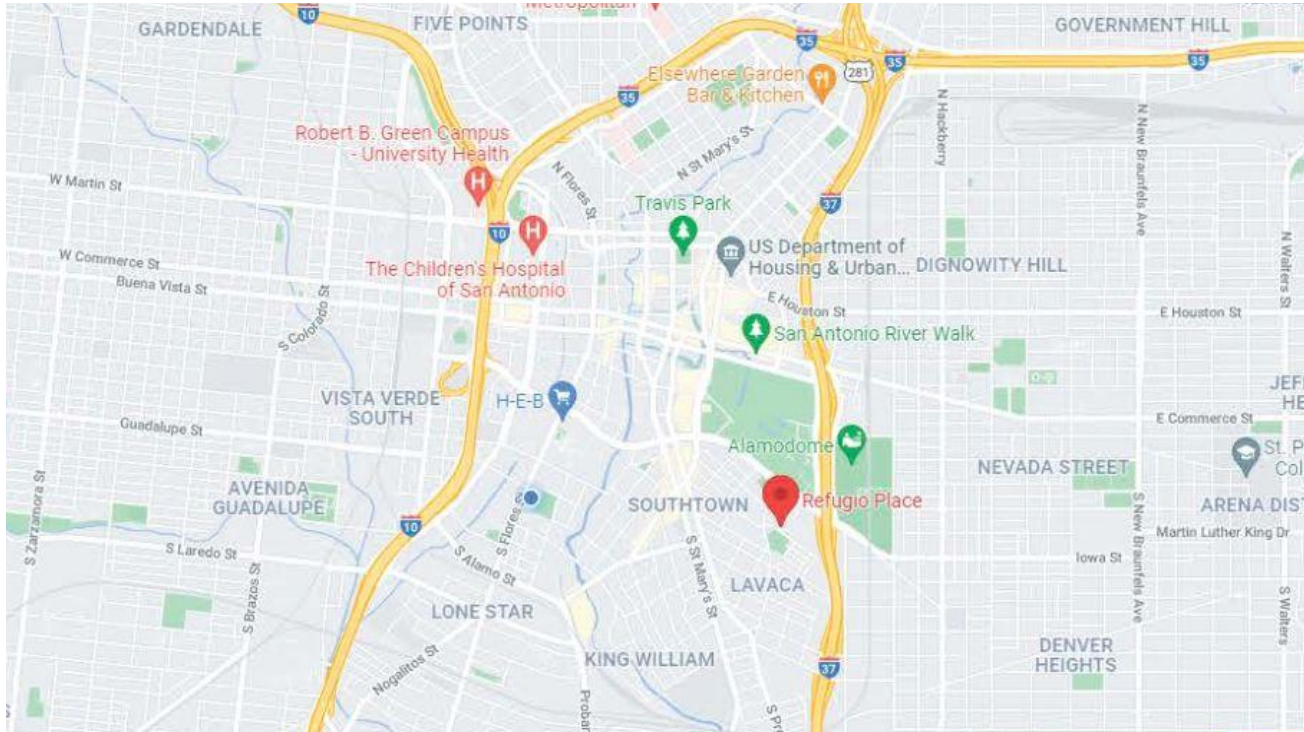 Metropolitan
10
GARDENDALE
FIVE POINTS
GOVERNMENT HILL
35
35
35
281
Elsewhere Garden
Bar & Kitchen
35
N Hackberry
N New Braunfels Ave
Robert B. Green Campus
- University Health
N St Mary's St
N Flores St
W Martin St
Travis Park
37
10
US Department of
Housing & Urban...
DIGNOWITY HILL
N Walters St
W Commerce St
The Children's Hospital
of San Antonio
Buena Vista St
E Houston St
E Houston St
S Colorado St
San Antonio River Walk
VISTA VERDE
SOUTH
H-E-B
E Commerce St
Guadalupe St
Alamodome
St. P
Col
NEVADA STREET
AVENIDA
GUADALUPE
SOUTHTOWN
Refugio Place
ARENA DIST
S Zarzamora St
10
S Flores S
Martin Luther King Dr
S Laredo St
S Alamo St
Iowa St
S New Braunfels Ave
S St Mary's St
LAVACA
S Brazos St
LONE STAR
S Walters
KING WILLIAM
37
DENVER
HEIGHTS
Nogalitos St
Proban
S Pre